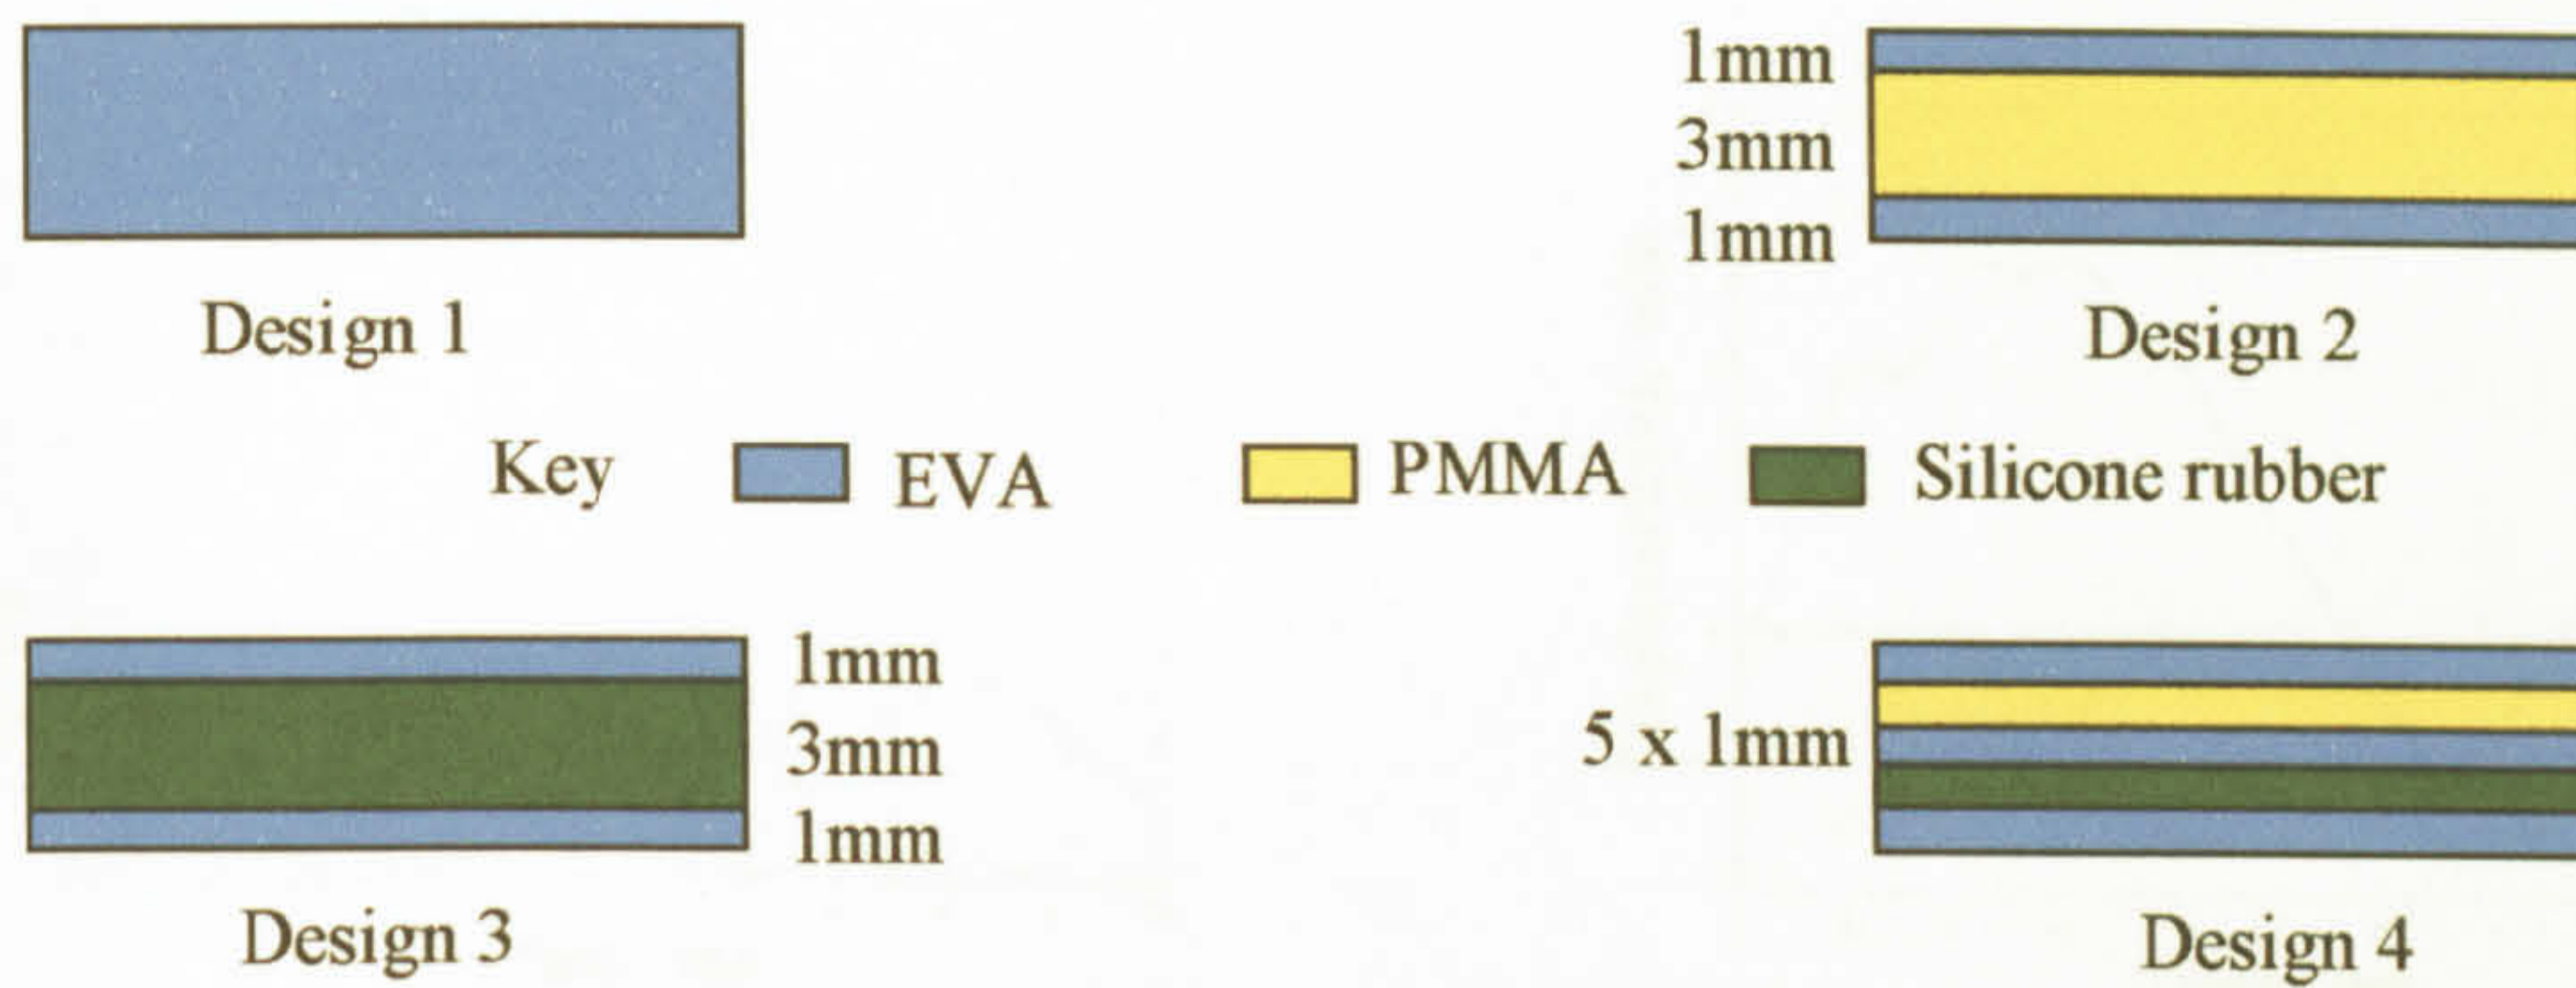 1mm
3mm
1mm
Design 1
Design 2
Key EVA PMMA Silicone rubber
1mm
3mm
1mm
5 x 1mm
Design 3
Design 4